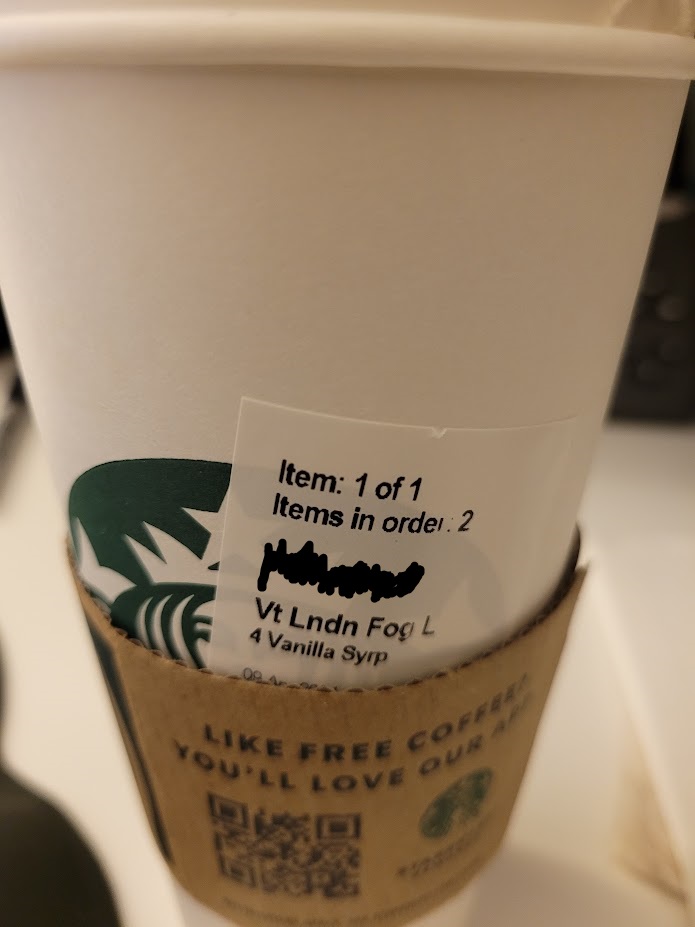 Item: 1 of 1
Items in order: 2
Vt Lndn Fog L
4 Vanilla Syrp
LIKE FREE COFFEE?
YOU'LL LOVE OUR